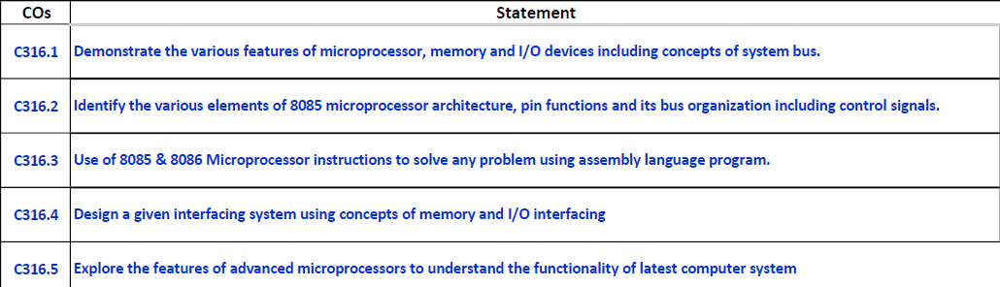 COs Statement
C316.1 Demonstrate the various features of microprocessor, memory and I/O devices including concepts of system bus.
C316.2 Identify the various elements of 8085 microprocessor architecture, pin functions and its bus organization including control signals.
C316.3 Use of 8085 & 8086 Microprocessor instructions to solve any problem using assembly language program.
C316.4 Design a given interfacing system using concepts of memory and I/O interfacing
C316.5 Explore the features of advanced microprocessors to understand the functionality of latest computer system